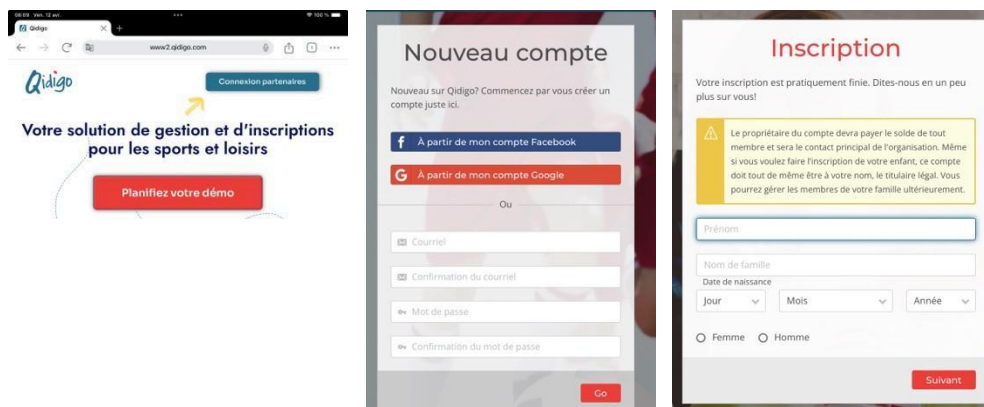 08:09 Ven. 12 avr.
100 %
Qidigo
www2.qidigo.com
Qidigo
Connexion partenaires
Votre solution de gestion et d'inscriptions
pour les sports et loisirs
Planifiez votre démo
Nouveau compte
Nouveau sur Qidigo? Commencez par vous créer un
compte juste ici.
À partir de mon compte Facebook
À partir de mon compte Google
Ou
Courriel
Confirmation du courriel
Mot de passe
Confirmation du mot de passe
Go
Inscription
Votre inscription est pratiquement finie. Dites-nous en un peu
plus sur vous!
Le propriétaire du compte devra payer le solde de tout
membre et sera le contact principal de l'organisation. Même
si vous voulez faire l'inscription de votre enfant, ce compte
doit tout de même être à votre nom, le titulaire légal. Vous
pourrez gérer les membres de votre famille ultérieurement.
Prénom
Nom de famille
Date de naissance
Jour Mois Année
Femme Homme
Suivant